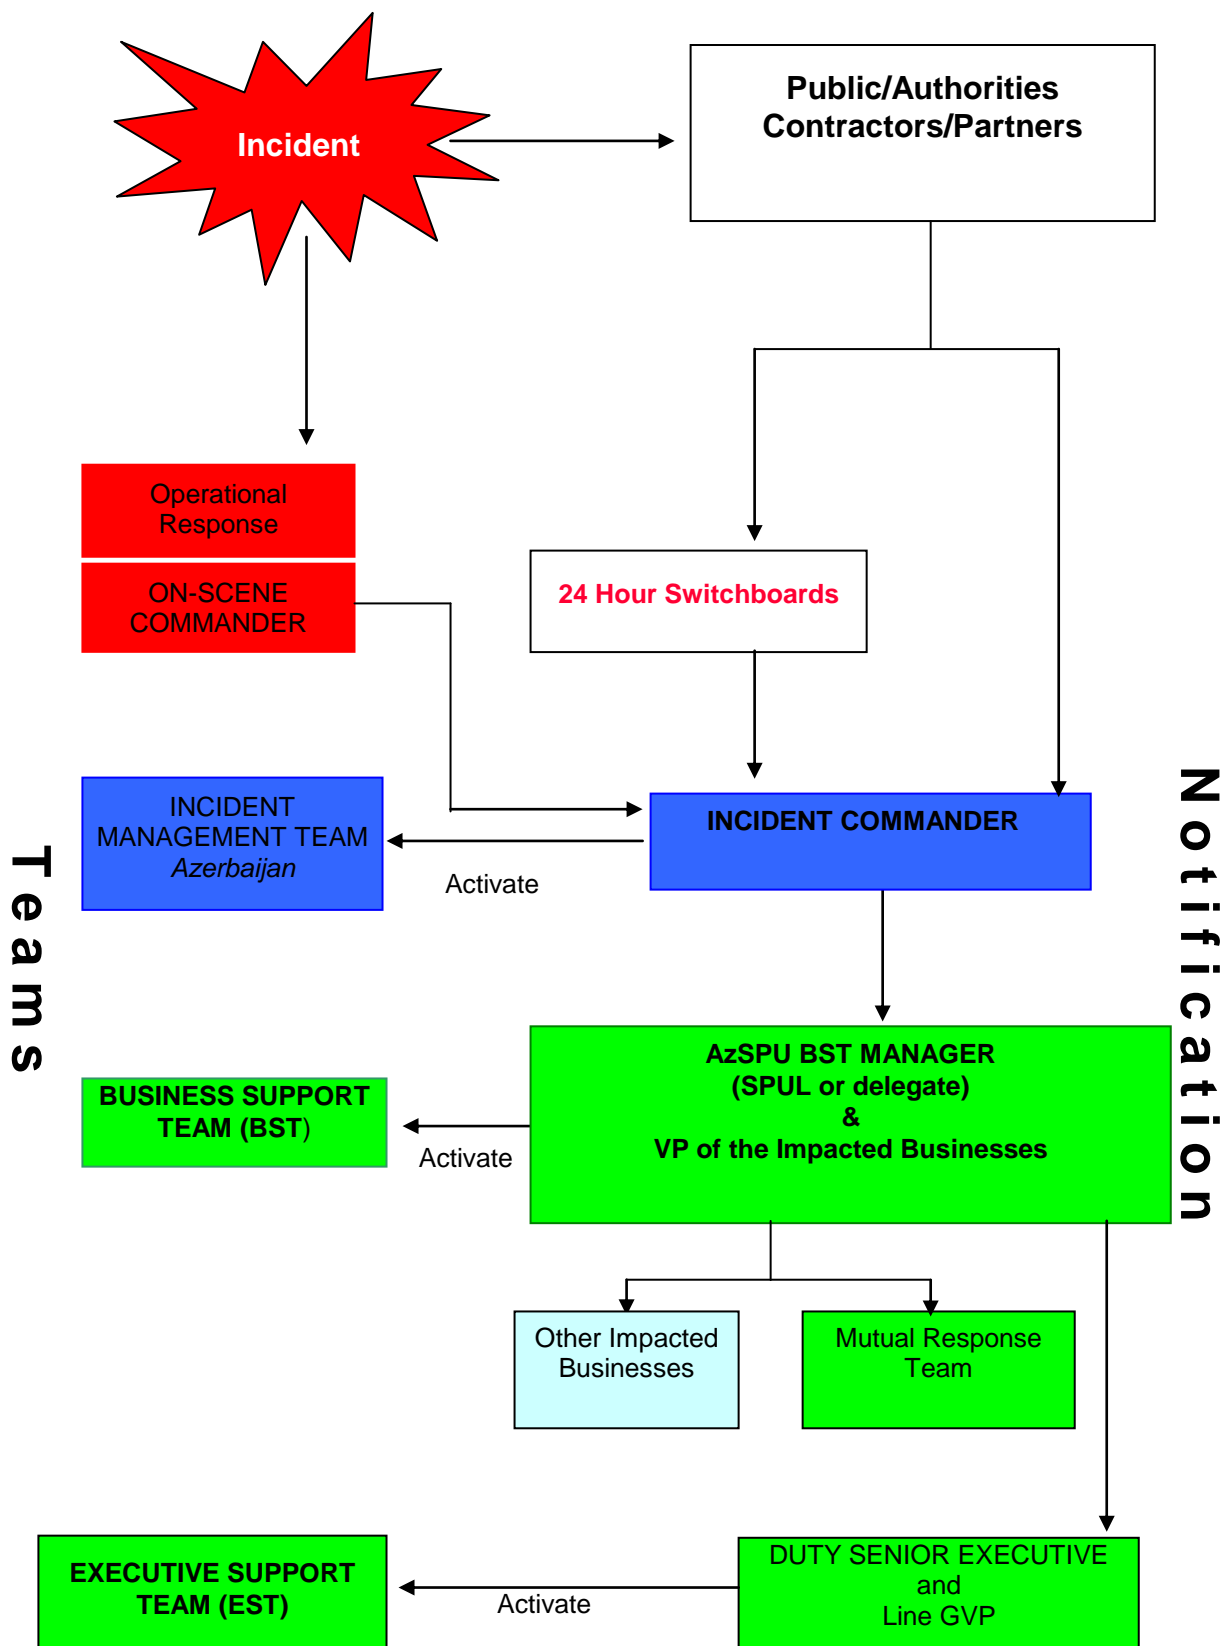 Incident
Public/Authorities
Contractors/Partners
Operational
Response
ON-SCENE
COMMANDER
24 Hour Switchboards
INCIDENT
MANAGEMENT TEAM
Azerbaijan
Activate
INCIDENT COMMANDER
Teams
Notification
AzSPU BST MANAGER
(SPUL or delegate)
&
VP of the Impacted Businesses
BUSINESS SUPPORT
TEAM (BST)
Activate
Other Impacted
Businesses
Mutual Response
Team
EXECUTIVE SUPPORT
TEAM (EST)
Activate
DUTY SENIOR EXECUTIVE
and
Line GVP